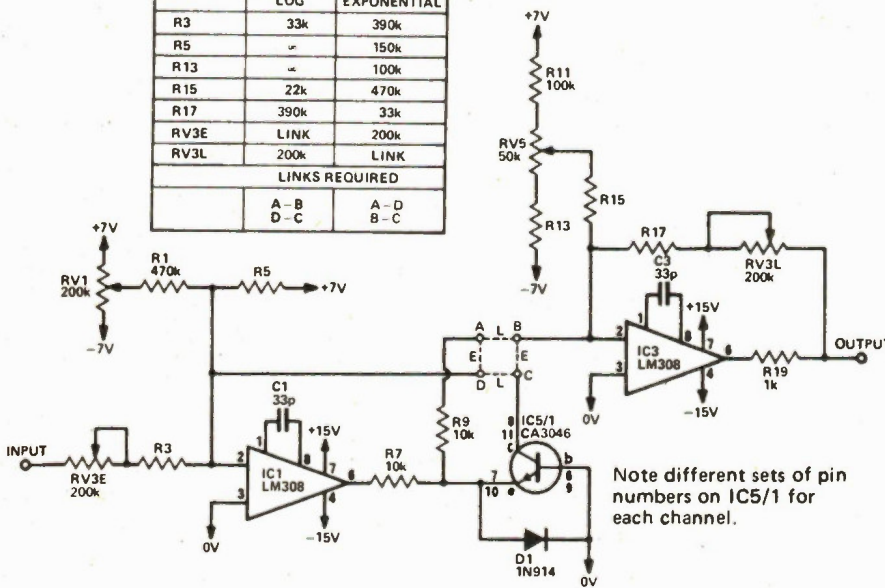 LOG EXPONENTIAL
R3 33k 390k
R5 150k
R13 100k
R15 22k 470k
R17 390k 33k
RV3E LINK 200k
RV3L 200k LINK
LINKS REQUIRED
A-B A-D
D-C B-C
+7V
R11
100k
RV5
50k
R13
-7V
R15
R17
C3
33p
RV3L
200k
+7V
RV1
200k
-7V
R1
470k
R5
+7V
A L B
E E
D L C
1
8
+15V
7
2
3
IC3
LM308
6
4
-15V
0V
R19
1k
OUTPUT
C1
33p
R9
10k
8
11
c
IC5/1
CA3046
b
6
9
INPUT
RV3E
200k
R3
1
8
+15V
7
2
3
IC1
LM308
6
4
-15V
0V
R7
10k
7
10
e
D1
1N914
0V
Note different sets of pin
numbers on IC5/1 for
each channel.